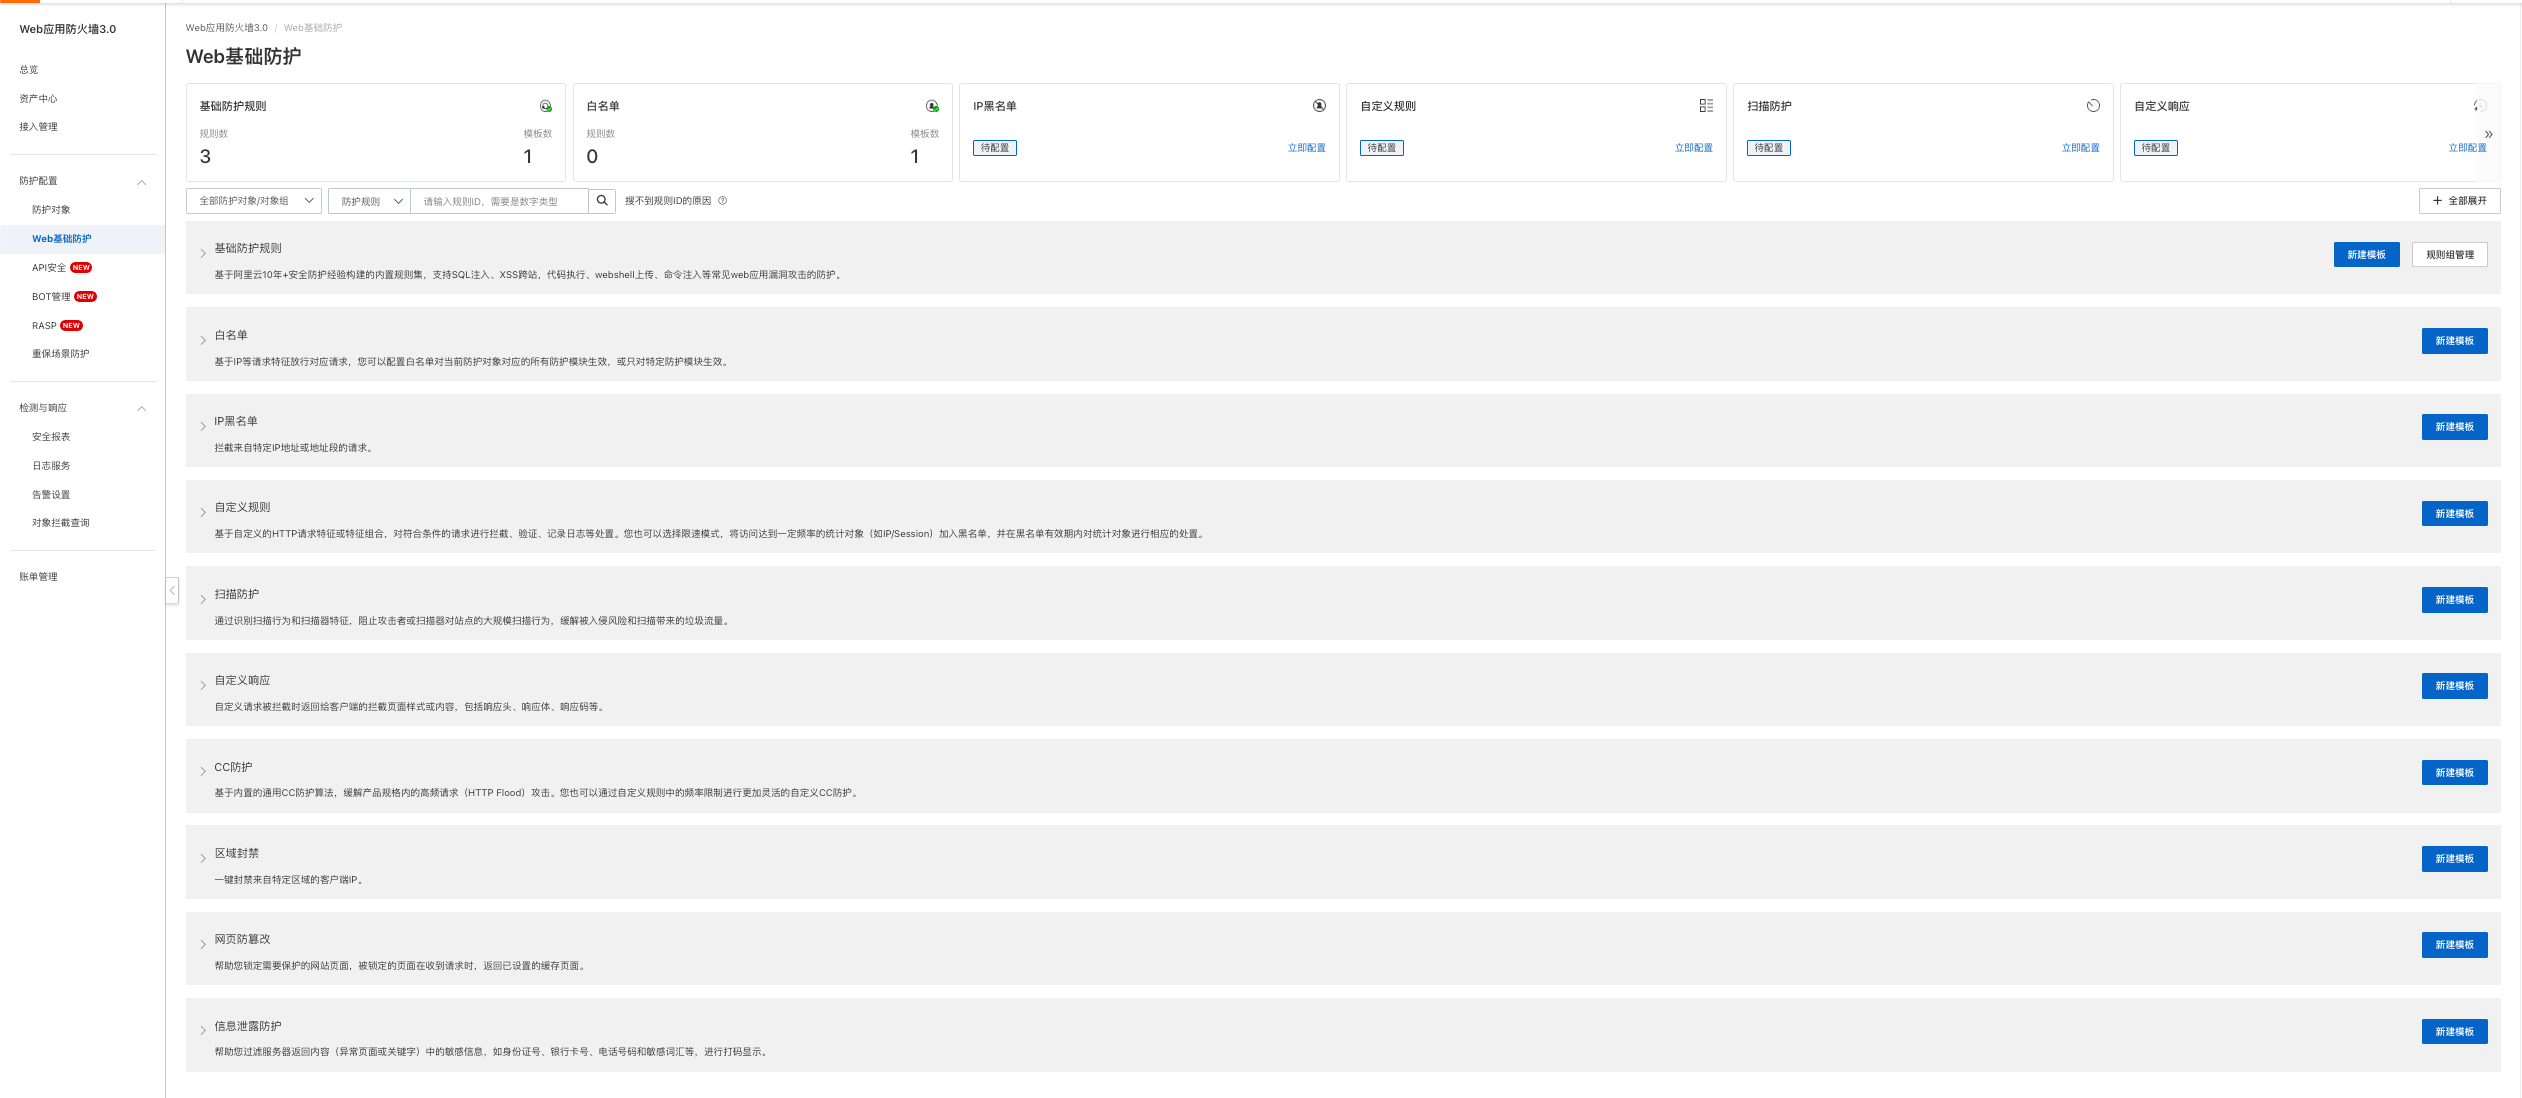 Web应用防火墙3.0
总览
资产中心
接入管理
防护配置
防护对象
Web基础防护
API安全 NEW
BOT管理 NEW
RASP NEW
重保场景防护
检测与响应
安全报表
日志服务
告警设置
对象拦截查询
账单管理
Web应用防火墙3.0 / Web基础防护
Web基础防护
基础防护规则
规则数 模板数
3 1
白名单
规则数 模板数
0 1
IP黑名单
待配置 立即配置
自定义规则
待配置 立即配置
扫描防护
待配置 立即配置
自定义响应
待配置 立即配置
全部防护对象/对象组 防护规则 请输入规则ID，需要是数字类型 搜不到规则ID的原因 全部展开
基础防护规则
基于阿里云10年+安全防护经验构建的内置规则集，支持SQL注入、XSS跨站，代码执行、webshell上传、命令注入等常见web应用漏洞攻击的防护。
新建模板 规则组管理
白名单
基于IP等请求特征放行对应请求，您可以配置白名单对当前防护对象对应的所有防护模块生效，或只对特定防护模块生效。
新建模板
IP黑名单
拦截来自特定IP地址或地址段的请求。
新建模板
自定义规则
基于自定义的HTTP请求特征或特征组合，对符合条件的请求进行拦截、验证、记录日志等处置。您也可以选择限速模式，将访问达到一定频率的统计对象（如IP/Session）加入黑名单，并在黑名单有效期内对统计对象进行相应的处置。
新建模板
扫描防护
通过识别扫描行为和扫描器特征，阻止攻击者或扫描器对站点的大规模扫描行为，缓解被入侵风险和扫描带来的垃圾流量。
新建模板
自定义响应
自定义请求被拦截时返回给客户端的拦截页面样式或内容，包括响应头、响应体、响应码等。
新建模板
CC防护
基于内置的通用CC防护算法，缓解产品规格内的高频请求（HTTP Flood）攻击。您也可以通过自定义规则中的频率限制进行更加灵活的自定义CC防护。
新建模板
区域封禁
一键封禁来自特定区域的客户端IP。
新建模板
网页防篡改
帮助您锁定需要保护的网站页面，被锁定的页面在收到请求时，返回已设置的缓存页面。
新建模板
信息泄露防护
帮助您过滤服务器返回内容（异常页面或关键字）中的敏感信息，如身份证号、银行卡号、电话号码和敏感词汇等，进行打码显示。
新建模板